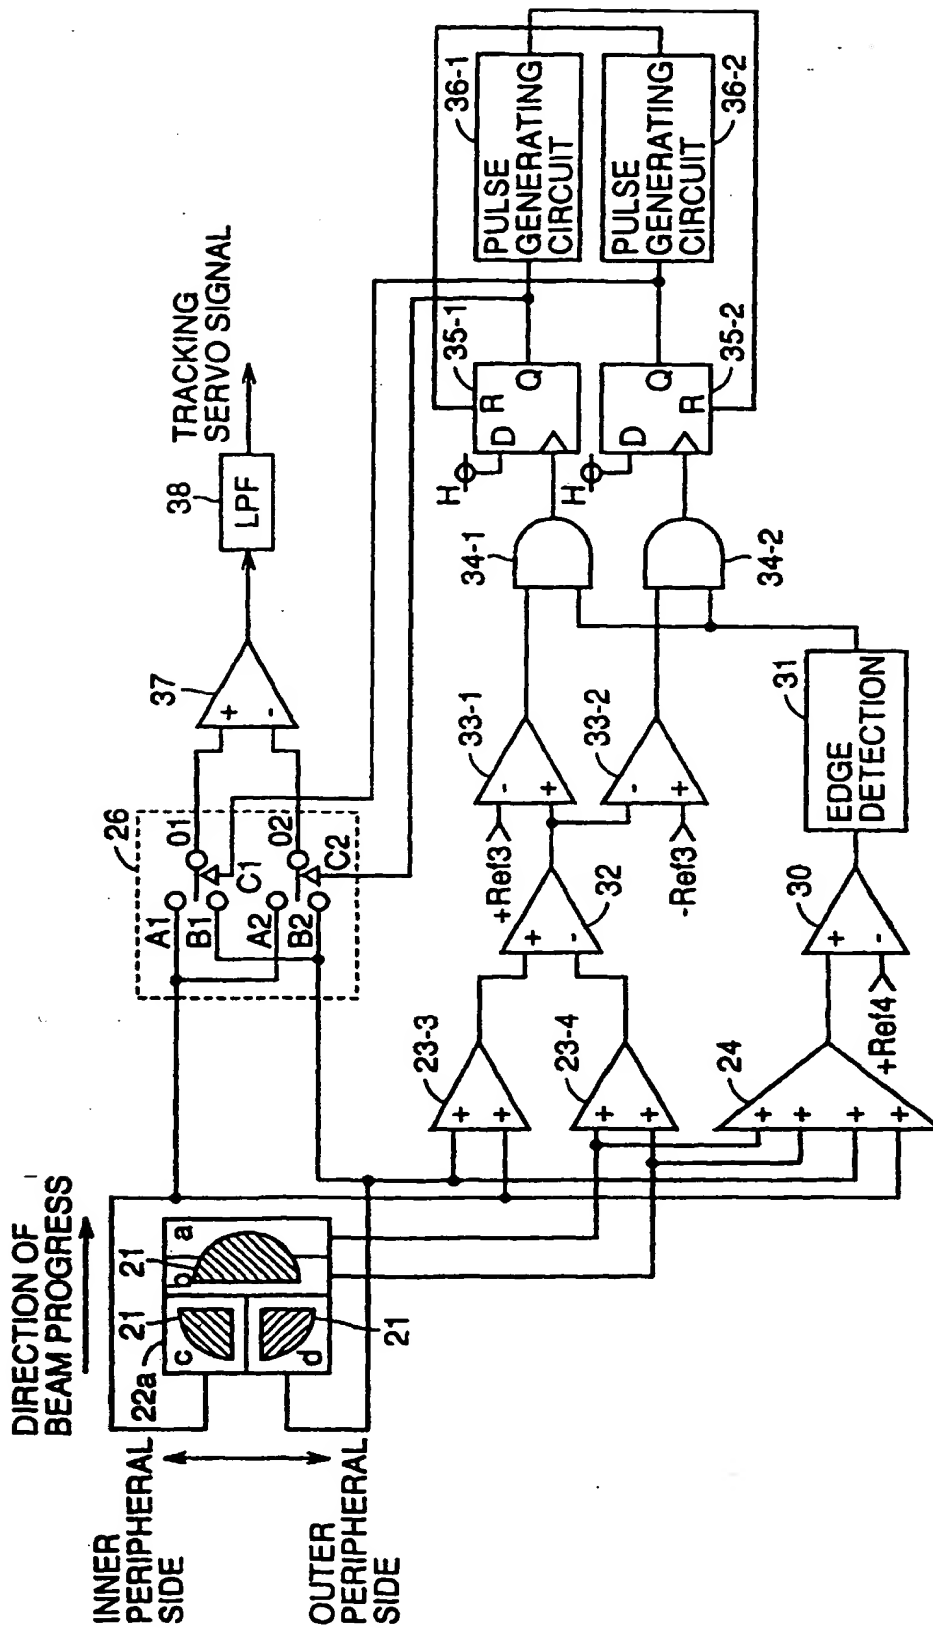 DIRECTION OF
BEAM PROGRESS
INNER
PERIPHERAL
SIDE
OUTER
PERIPHERAL
SIDE
22a
21
21
21
a
b
c
d
26
A1
B1
A2
B2
C1
C2
01
02
37
+
-
38
LPF
TRACKING
SERVO SIGNAL
23-3
+
+
23-4
+
+
24
+
+
+
+
32
+
-
+Ref3
-Ref3
33-1
-
+
33-2
-
+
30
+
-
+Ref4
31
EDGE
DETECTION
34-1
34-2
H
D
R
Q
35-1
H
D
R
Q
35-2
36-1
PULSE
GENERATING
CIRCUIT
PULSE
GENERATING
CIRCUIT
36-2